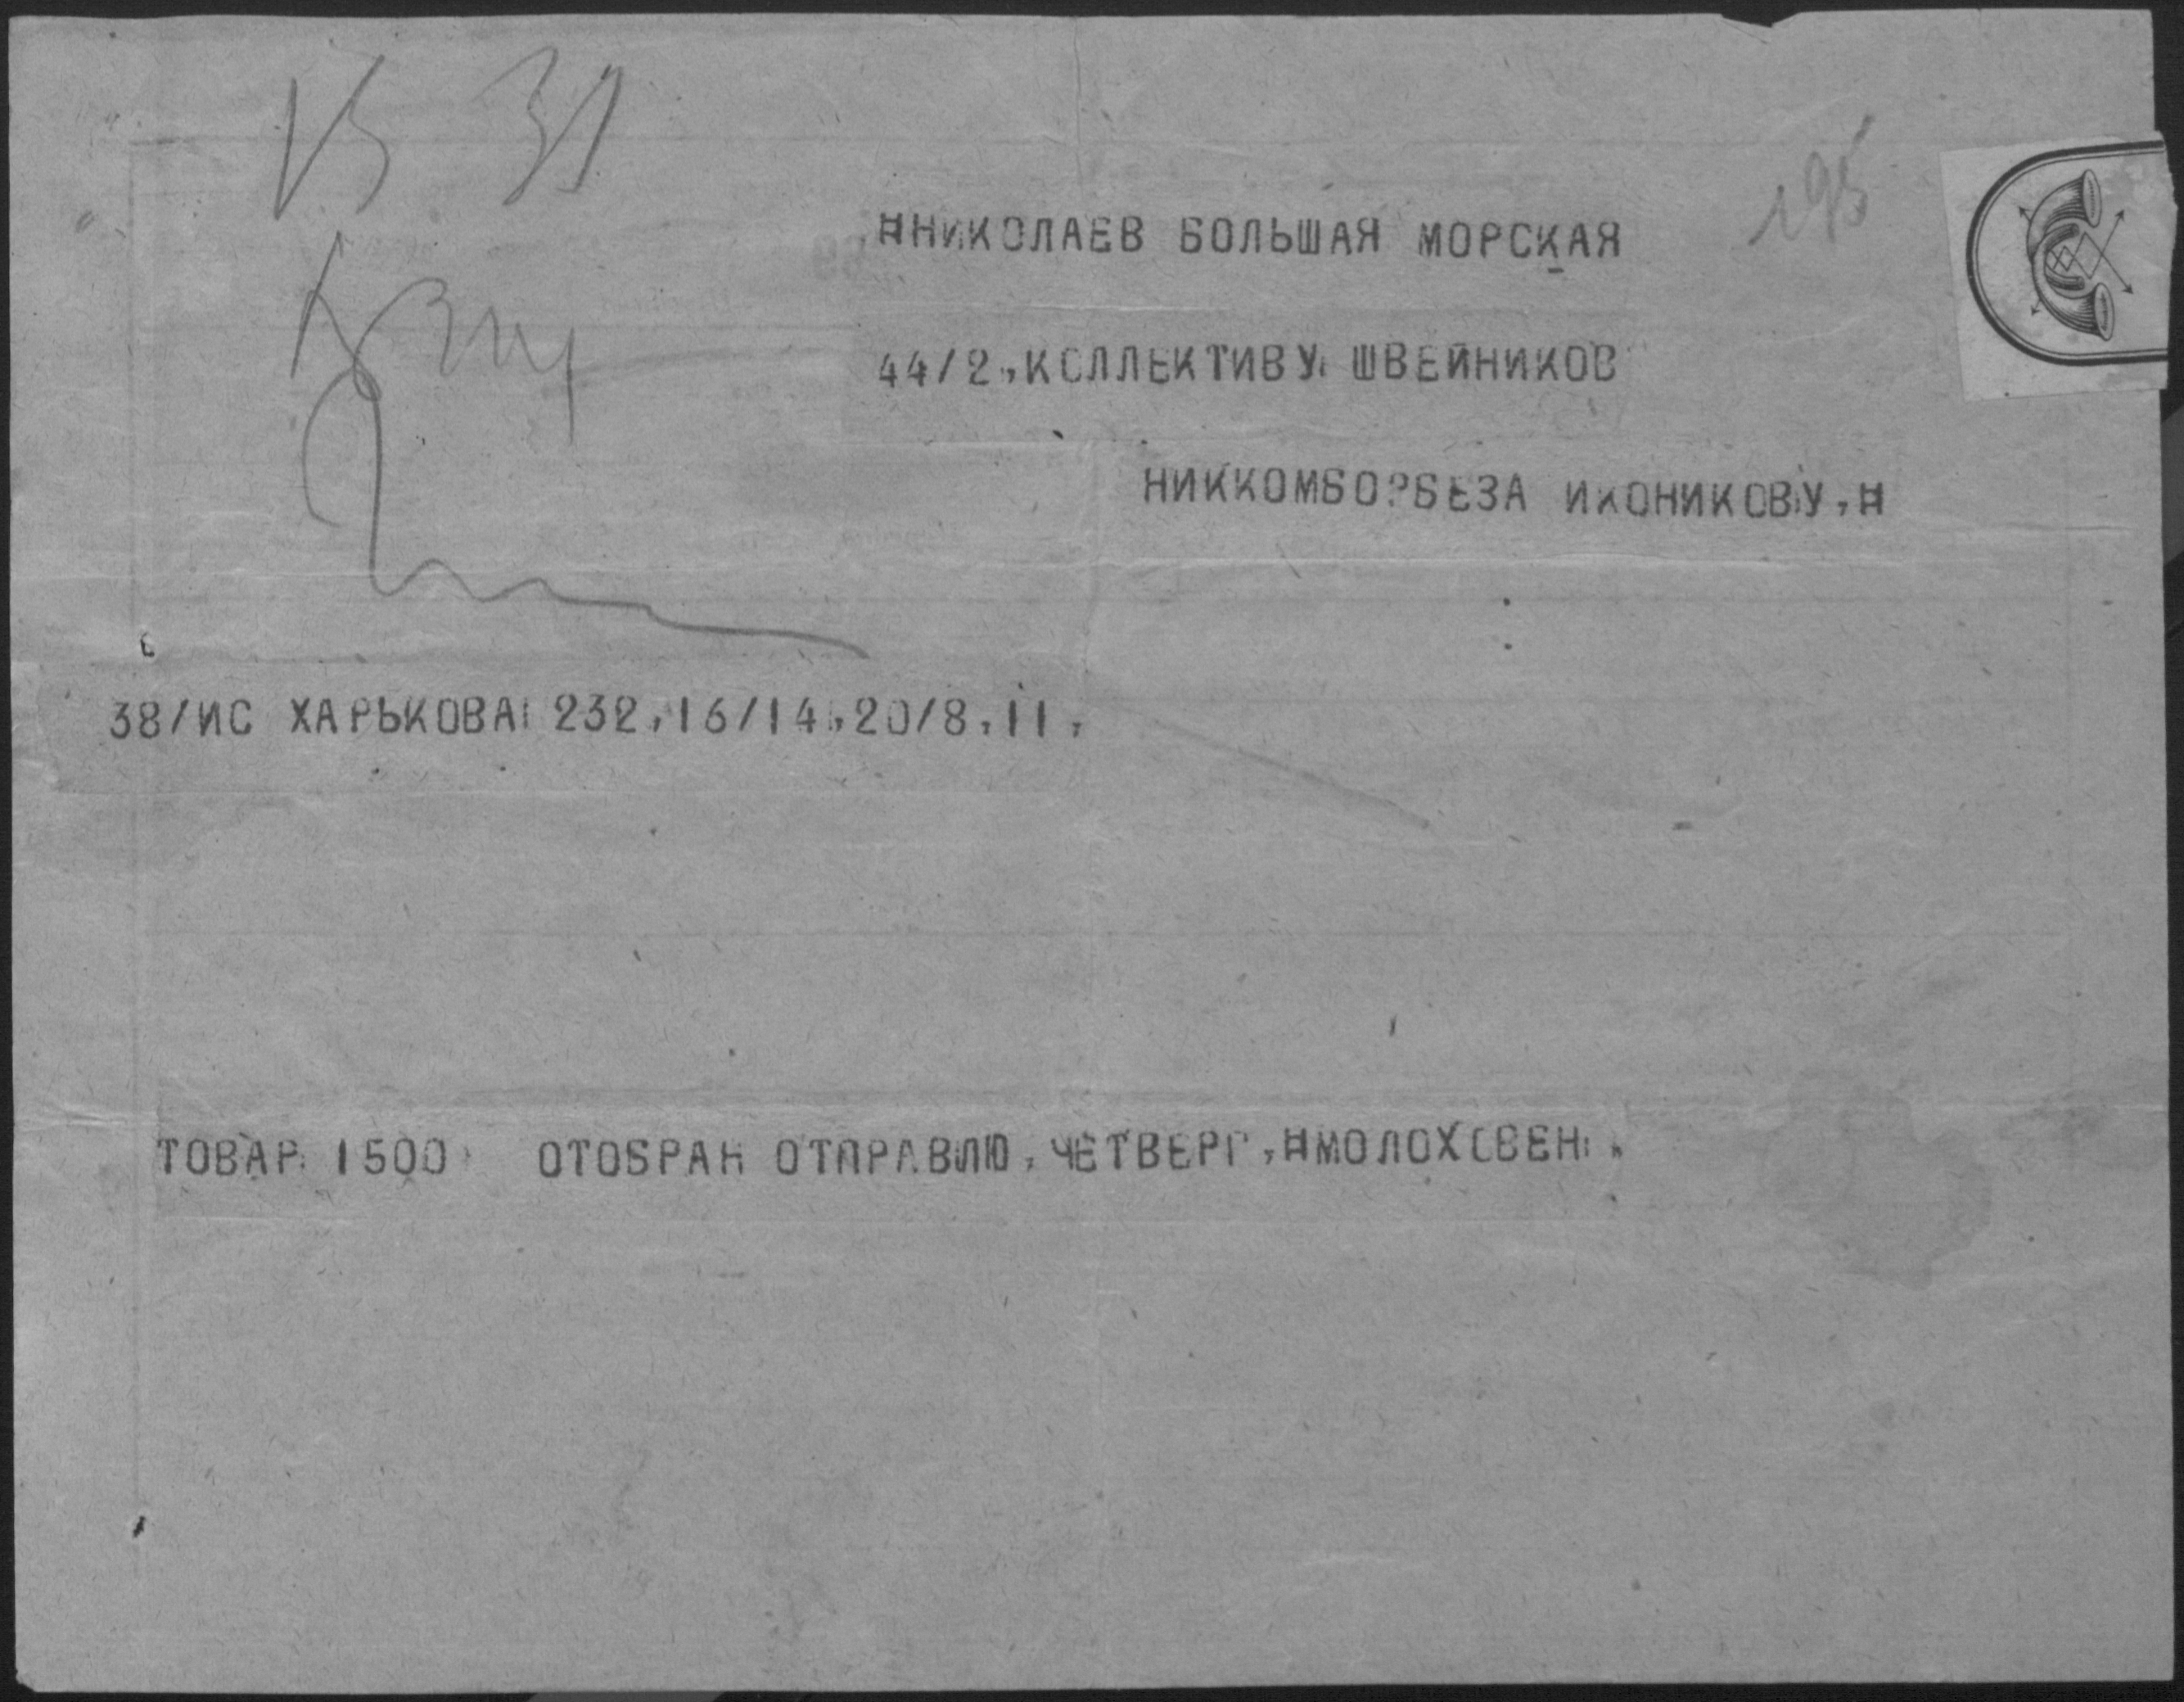 195
НИКОЛАЕВ БОЛЬШАЯ МОРСКАЯ
44/2, КОЛЛЕКТИВУ ШВЕЙНИКОВ
НИККОМБОРБЕЗА ИКОНИКОВУ,
38/ИС ХАРЬКОВА 232,16/14,20/8,11,
ТОВАР 1500 ОТОБРАН ОТПРАВЛЮ, ЧЕТВЕРГ, МОЛОХОВЕН